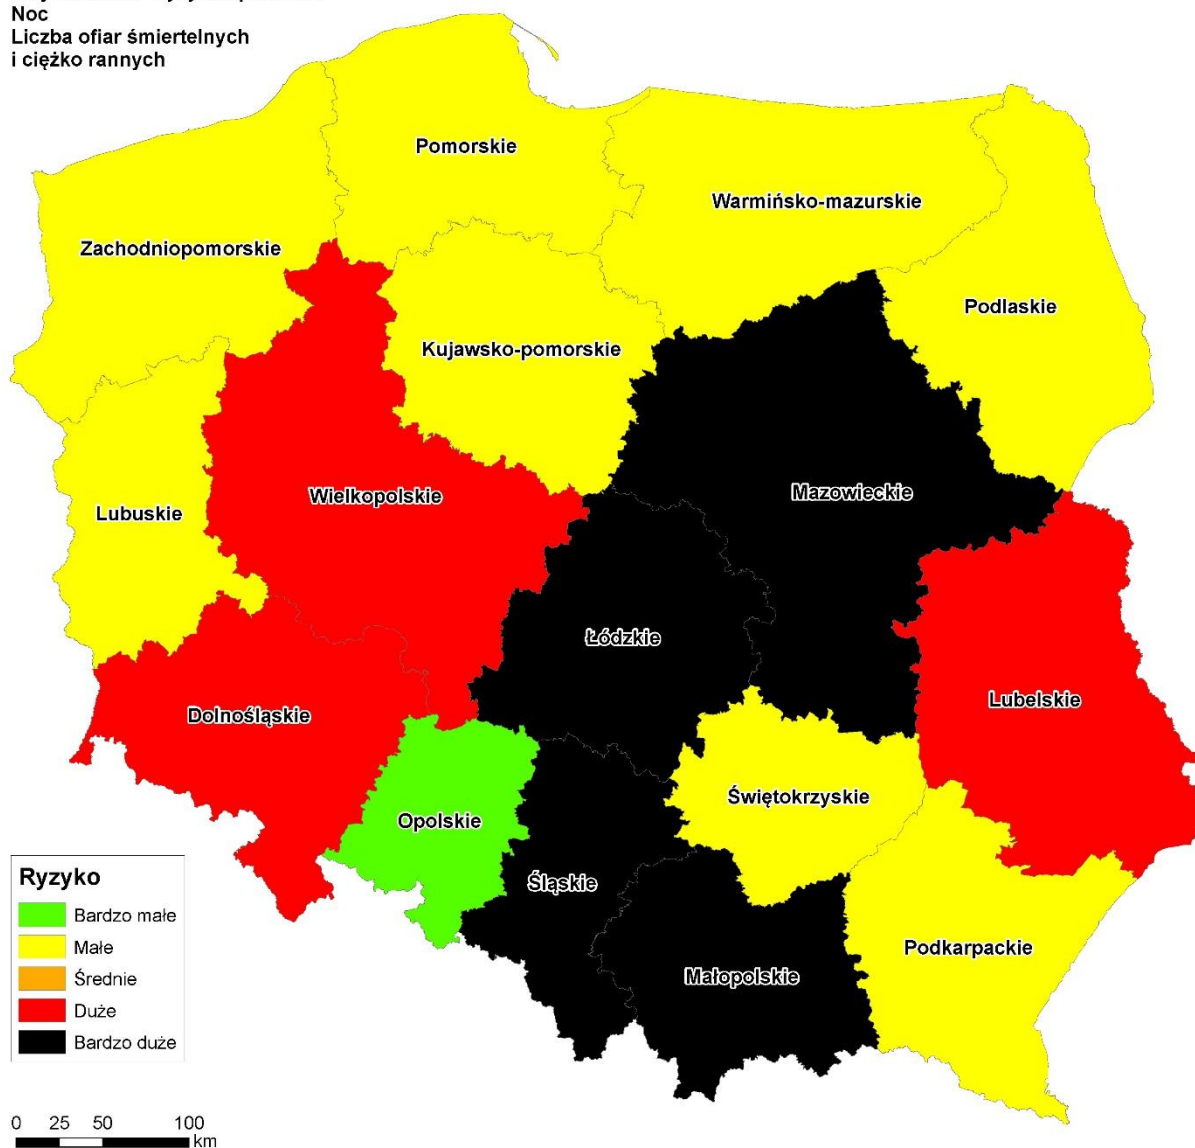 Noc
Liczba ofiar śmiertelnych
i ciężko rannych
Pomorskie
Warmińsko-mazurskie
Zachodniopomorskie
Podlaskie
Kujawsko-pomorskie
Wielkopolskie
Mazowieckie
Lubuskie
Łódzkie
Lubelskie
Dolnośląskie
Świętokrzyskie
Opolskie
Śląskie
Podkarpackie
Małopolskie
Ryzyko
Bardzo małe
Małe
Średnie
Duże
Bardzo duże
0 25 50 100
km